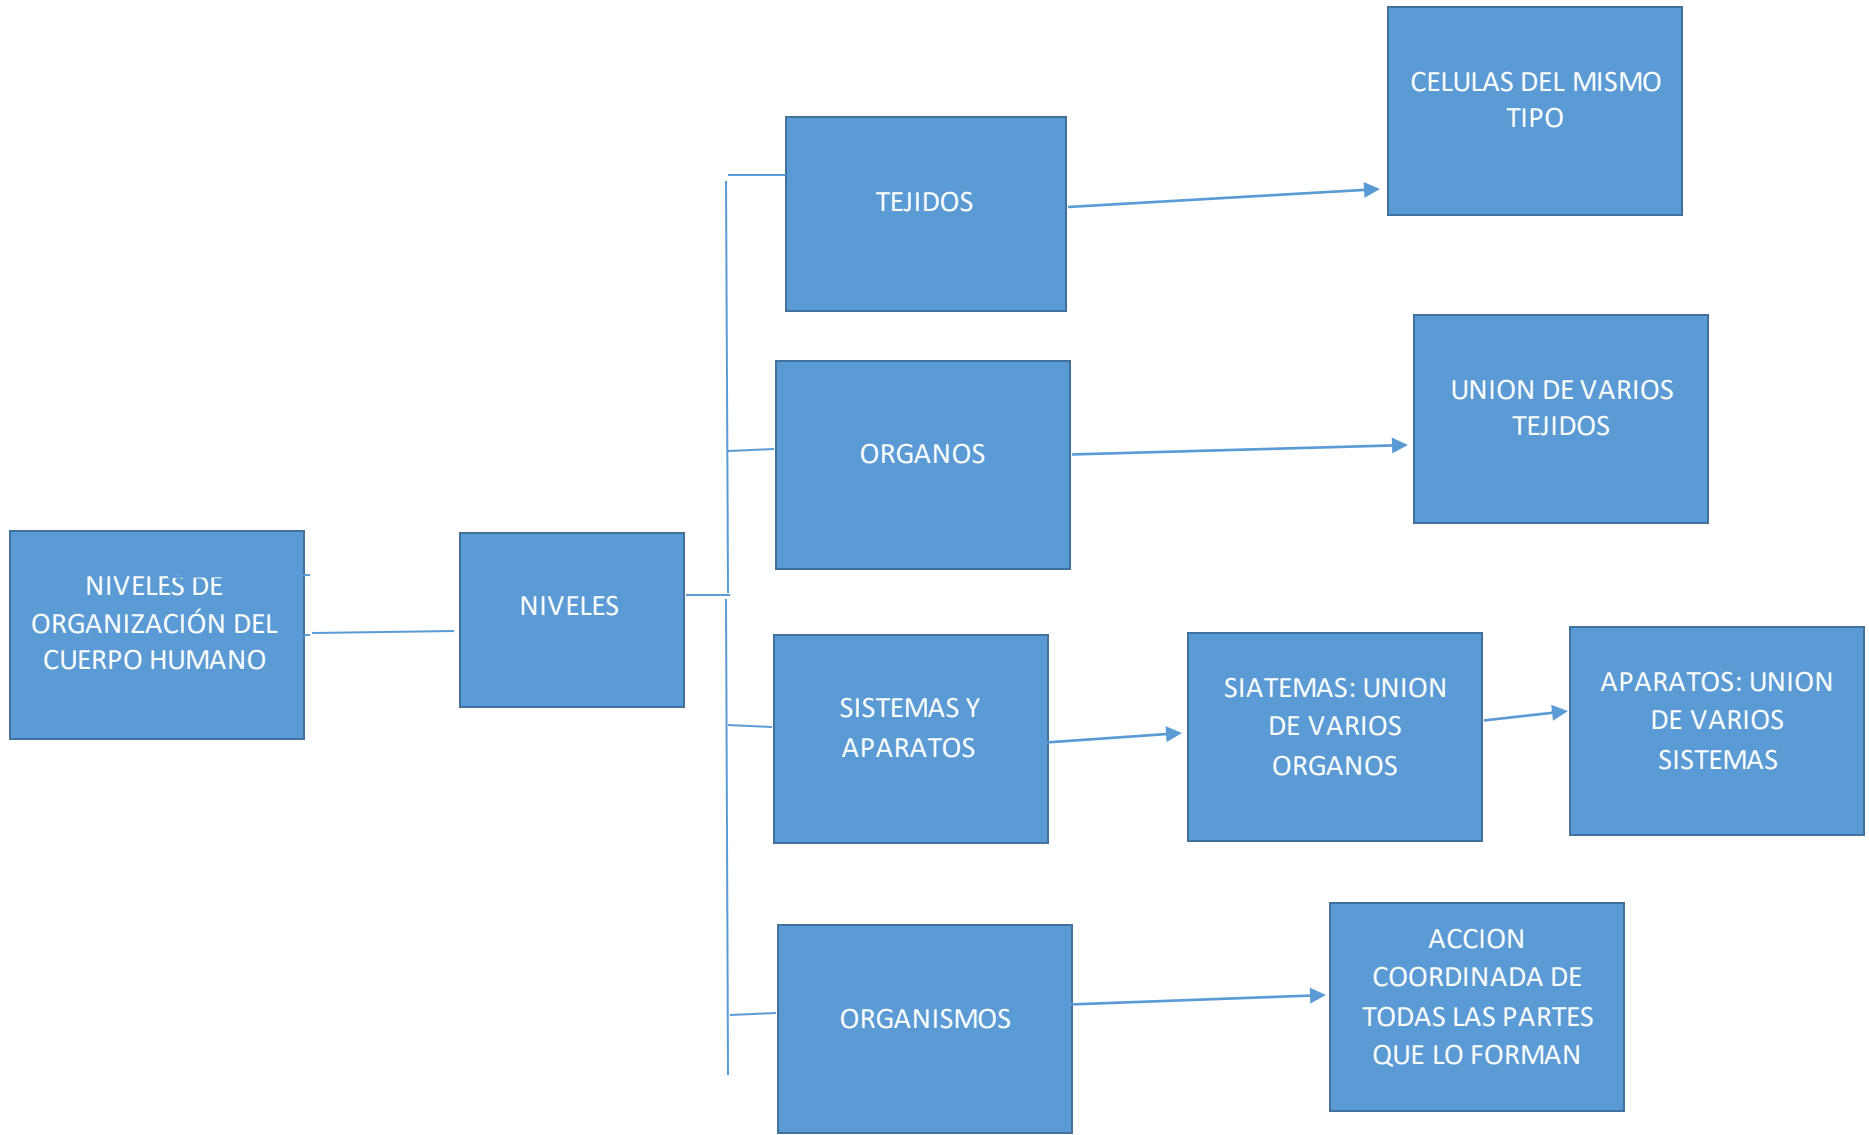 NIVELES DE
ORGANIZACIÓN DEL
CUERPO HUMANO
NIVELES
TEJIDOS
CELULAS DEL MISMO
TIPO
ORGANOS
UNION DE VARIOS
TEJIDOS
SISTEMAS Y
APARATOS
SIATEMAS: UNION
DE VARIOS
ORGANOS
APARATOS: UNION
DE VARIOS
SISTEMAS
ORGANISMOS
ACCION
COORDINADA DE
TODAS LAS PARTES
QUE LO FORMAN